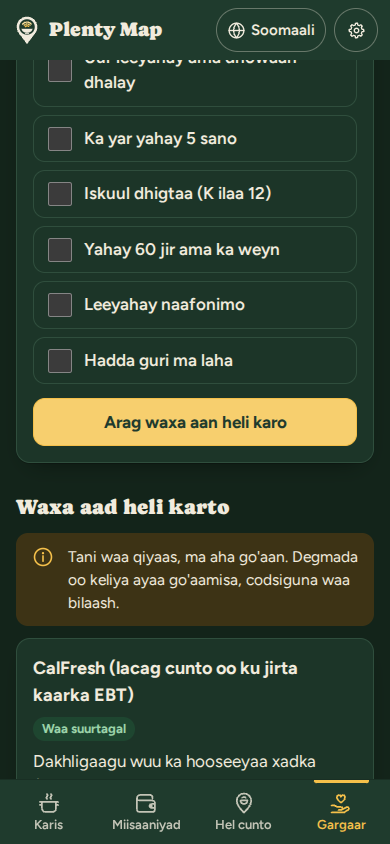 Plenty Map
Soomaali
dhalay
Ka yar yahay 5 sano
Iskuul dhigtaa (K ilaa 12)
Yahay 60 jir ama ka weyn
Leeyahay naafonimo
Hadda guri ma laha
Arag waxa aan heli karo
Waxa aad heli karto
Tani waa qiyaas, ma aha go'aan. Degmada
oo keliya ayaa go'aamisa, codsiguna waa
bilaash.
CalFresh (lacag cunto oo ku jirta
kaarka EBT)
Waa suurtagal
Dakhligaagu wuu ka hooseeyaa xadka
Karis
Miisaaniyad
Hel cunto
Gargaar